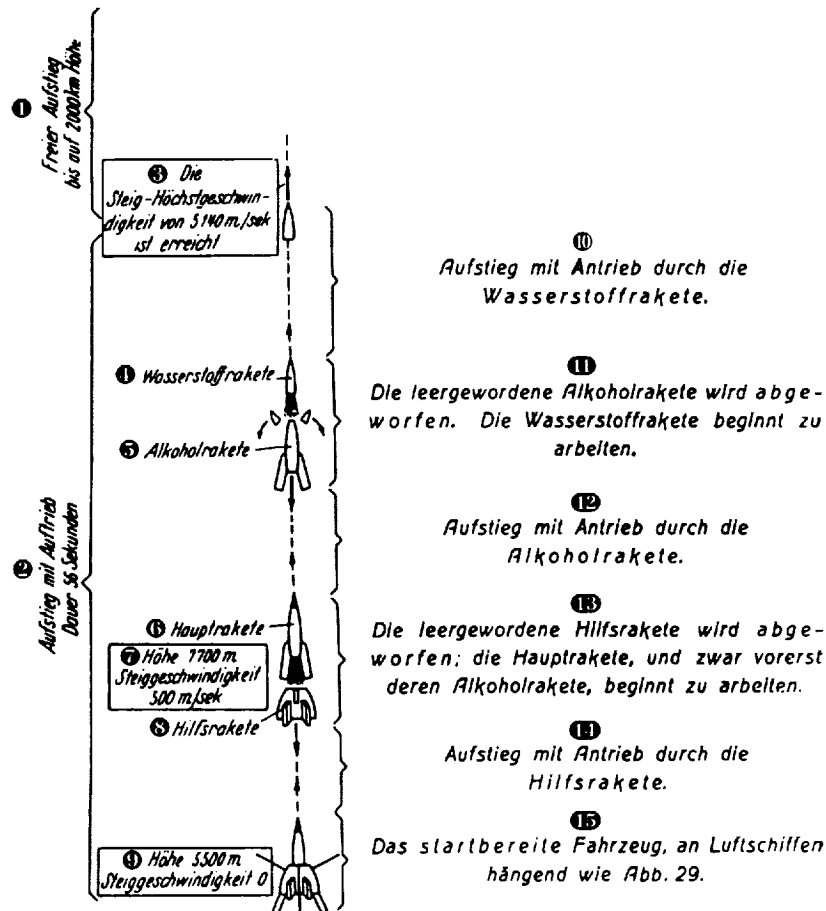 1
Freier Aufstieg
bis auf 2000 km Höhe
3 Die
Steig-Höchstgeschwin-
digkeit von 5140 m/sek
ist erreicht
10
Aufstieg mit Antrieb durch die
Wasserstoffrakete.
4 Wasserstoffrakete
5 Alkoholrakete
11
Die leergewordene Alkoholrakete wird abge-
worfen. Die Wasserstoffrakete beginnt zu
arbeiten.
2
Aufstieg mit Auftrieb
Dauer 56 Sekunden
12
Aufstieg mit Antrieb durch die
Alkoholrakete.
6 Hauptrakete
7 Höhe 7700 m
Steiggeschwindigkeit
500 m/sek
8 Hilfsrakete
13
Die leergewordene Hilfsrakete wird abge-
worfen; die Hauptrakete, und zwar vorerst
deren Alkoholrakete, beginnt zu arbeiten.
14
Aufstieg mit Antrieb durch die
Hilfsrakete.
9 Höhe 5500 m
Steiggeschwindigkeit 0
15
Das startbereite Fahrzeug, an Luftschiffen
hängend wie Abb. 29.